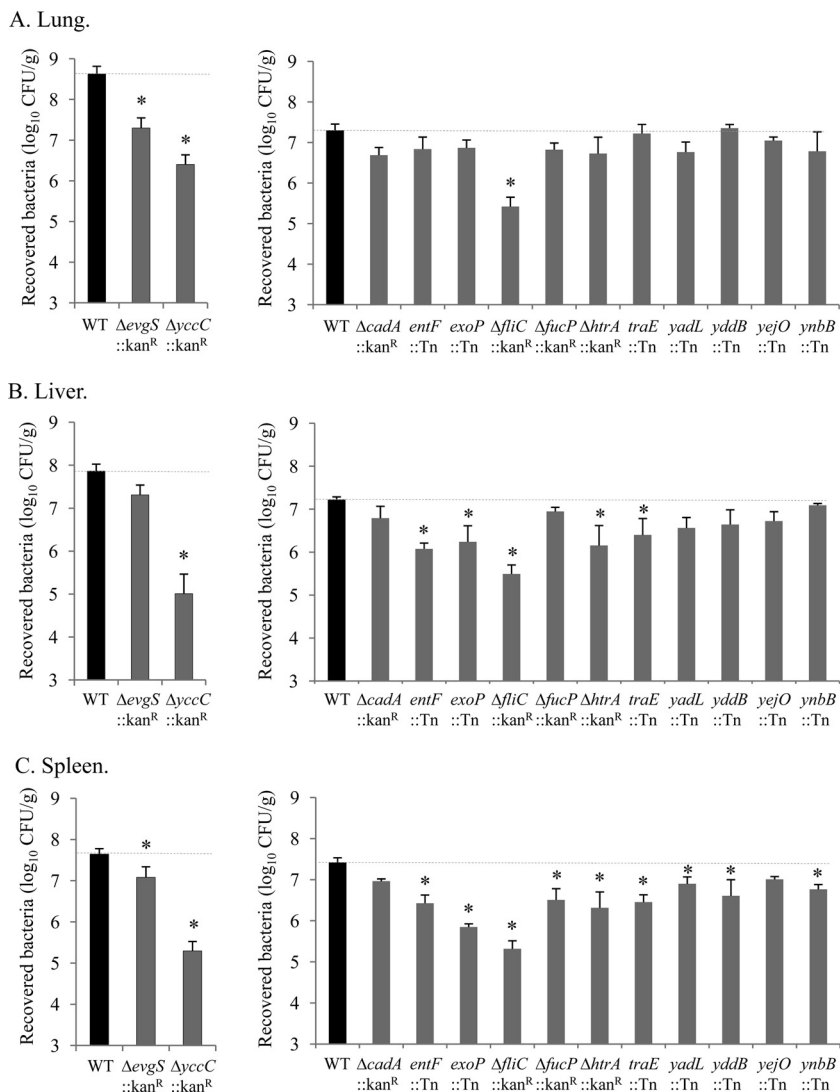 A. Lung.
Recovered bacteria (log₁₀ CFU/g)
9
8
7
6
5
4
3
*
*
WT ΔevgS ΔyccC
::kanᴿ ::kanᴿ
Recovered bacteria (log₁₀ CFU/g)
9
8
7
6
5
4
3
*
WT ΔcadA entF exoP ΔfliC ΔfucP ΔhtrA traE yadL yddB yejO ynbB
::kanᴿ ::Tn ::Tn ::kanᴿ ::kanᴿ ::kanᴿ ::Tn ::Tn ::Tn ::Tn ::Tn
B. Liver.
Recovered bacteria (log₁₀ CFU/g)
9
8
7
6
5
4
3
*
WT ΔevgS ΔyccC
::kanᴿ ::kanᴿ
Recovered bacteria (log₁₀ CFU/g)
9
8
7
6
5
4
3
* * * * *
WT ΔcadA entF exoP ΔfliC ΔfucP ΔhtrA traE yadL yddB yejO ynbB
::kanᴿ ::Tn ::Tn ::kanᴿ ::kanᴿ ::kanᴿ ::Tn ::Tn ::Tn ::Tn ::Tn
C. Spleen.
Recovered bacteria (log₁₀ CFU/g)
9
8
7
6
5
4
3
*
*
WT ΔevgS ΔyccC
::kanᴿ ::kanᴿ
Recovered bacteria (log₁₀ CFU/g)
9
8
7
6
5
4
3
* * * * * * * * *
WT ΔcadA entF exoP ΔfliC ΔfucP ΔhtrA traE yadL yddB yejO ynbB
::kanᴿ ::Tn ::Tn ::kanᴿ ::kanᴿ ::kanᴿ ::Tn ::Tn ::Tn ::Tn ::Tn